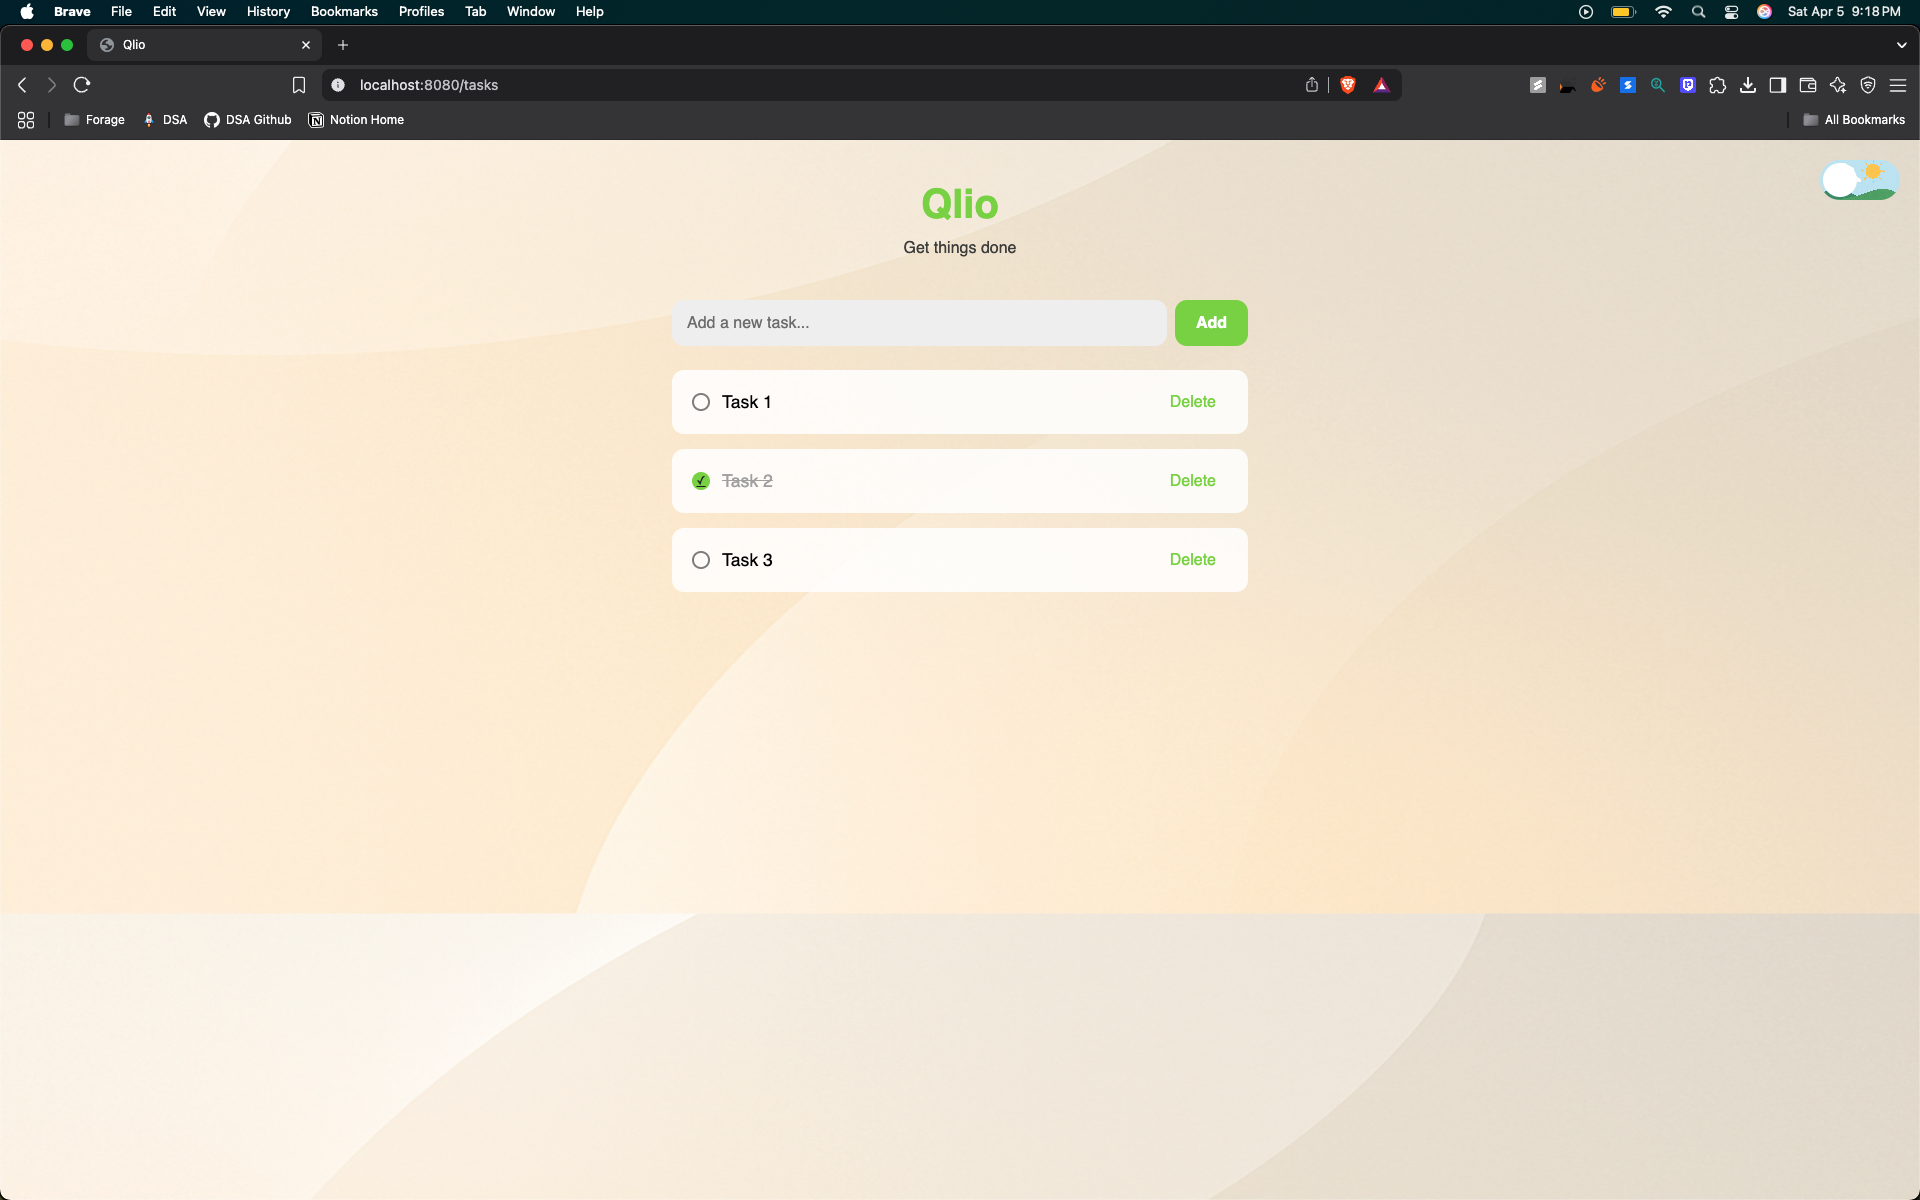 Brave File Edit View History Bookmarks Profiles Tab Window Help Sat Apr 5 9:18 PM
Qlio
localhost:8080/tasks
Forage DSA DSA Github Notion Home All Bookmarks
Qlio
Get things done
Add a new task... Add
Task 1 Delete
Task 2 Delete
Task 3 Delete